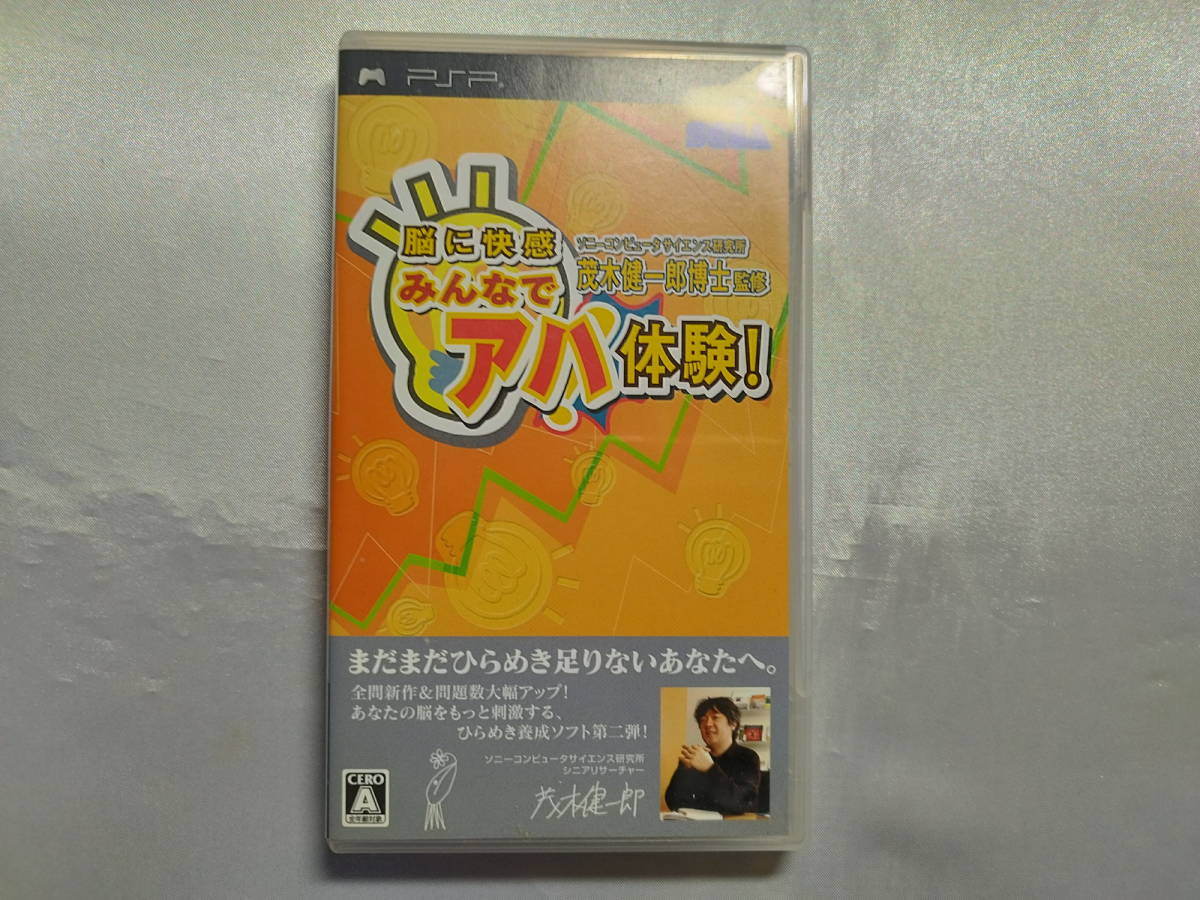 PSP
SEGA
脳に快感
みんなで
アハ体験!
ソニーコンピュータサイエンス研究所
茂木健一郎博士監修
まだまだひらめき足りないあなたへ。
全問新作&問題数大幅アップ!
あなたの脳をもっと刺激する、
ひらめき養成ソフト第二弾!
ソニーコンピュータサイエンス研究所
シニアリサーチャー
茂木健一郎
CERO
A
全年齢対象